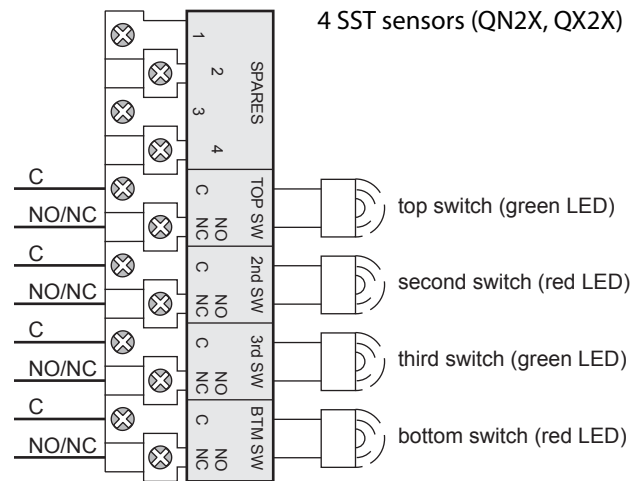 4 SST sensors (QN2X, QX2X)
1
2
3
4
SPARES
C
NO/NC
C
NC
NO
TOP SW
top switch (green LED)
C
NO/NC
C
NC
NO
2nd SW
second switch (red LED)
C
NO/NC
C
NC
NO
3rd SW
third switch (green LED)
C
NO/NC
C
NC
NO
BTM SW
bottom switch (red LED)